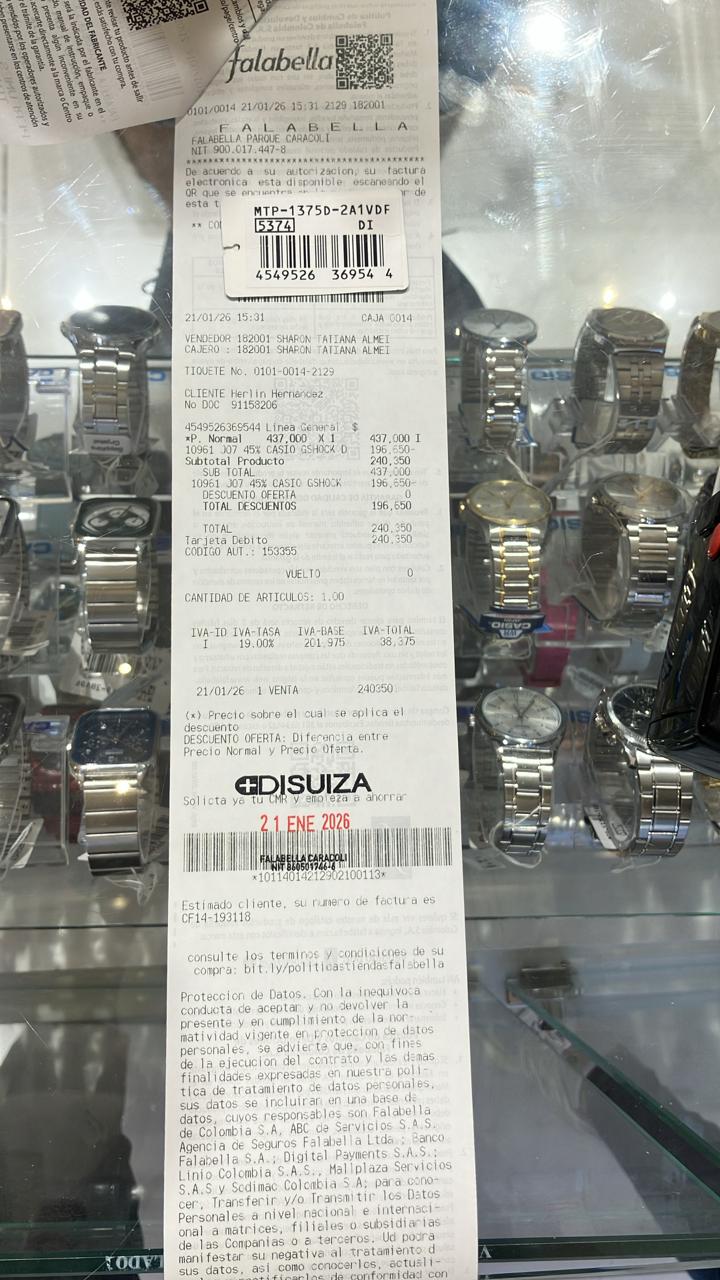 falabella
0101/0014 21/01/26 15:31 2129 182001
F A L A B E L L A
FALABELLA PARQUE CARACOLI
NIT 900.017.447-8
De acuerdo a su autorizacion, su factura
electronica esta disponible escaneando el
QR que se encuentra
esta
MTP-1375D-2A1VDF
5374 DI
4549526 36954 4
21/01/26 15:31 CAJA 0014
VENDEDOR 182001 SHARON TATIANA ALMEI
CAJERO : 182001 SHARON TATIANA ALMEI
TIQUETE No. 0101-0014-2129
CLIENTE Herlin Hernandez
No DOC 91158206
4549526369544 Linea General $
*P. Normal 437,000 X 1 437,000 I
10961 J07 45% CASIO GSHOCK D 196,650-
Subtotal Producto 240,350
SUB TOTAL 437,000
10961 J07 45% CASIO GSHOCK 196,650-
DESCUENTO OFERTA 0
TOTAL DESCUENTOS 196,650
TOTAL 240,350
Tarjeta Debito 240,350
CODIGO AUT.: 153355
VUELTO 0
CANTIDAD DE ARTICULOS: 1.00
IVA-ID IVA-TASA IVA-BASE IVA-TOTAL
I 19.00% 201,975 38,375
21/01/26 1 VENTA 240350
(*) Precio sobre el cual se aplica el
descuento
DESCUENTO OFERTA: Diferencia entre
Precio Normal y Precio Oferta.
DISUIZA
Solicita ya tu CMR y empieza a ahorrar
21 ENE 2026
FALABELLA CARACOLI
NIT 860501746-6
*10114014212902100113*
Estimado cliente, su numero de factura es
CF14-193118
consulte los terminos y condiciones de su
compra: bit.ly/politicastiendasfalabella
Proteccion de Datos. Con la inequivoca
conducta de aceptar y no devolver la
presente y en cumplimiento de la nor-
matividad vigente en proteccion de datos
personales, se advierte que, con fines
de la ejecucion del contrato y las demas
finalidades expresadas en nuestra poli-
tica de tratamiento de datos personales,
sus datos se incluiran en una base de
datos, cuyos responsables son Falabella
de Colombia S.A, ABC de Servicios S.A.S.
Agencia de Seguros Falabella Ltda.; Banco
Falabella S.A.; Digital Payments S.A.S.;
Linio Colombia S.A.S., Mallplaza Servicios
S.A.S y Sodimac Colombia S.A; para cono-
cer, Transferir y/o Transmitir los Datos
Personales a nivel nacional e internaci-
onal a matrices, filiales o subsidiarias
de las Companias o a terceros. Ud podra
manifestar su negativa al tratamiento d
sus datos, asi como conocerlos, actuali-
conformidad con
CASIO